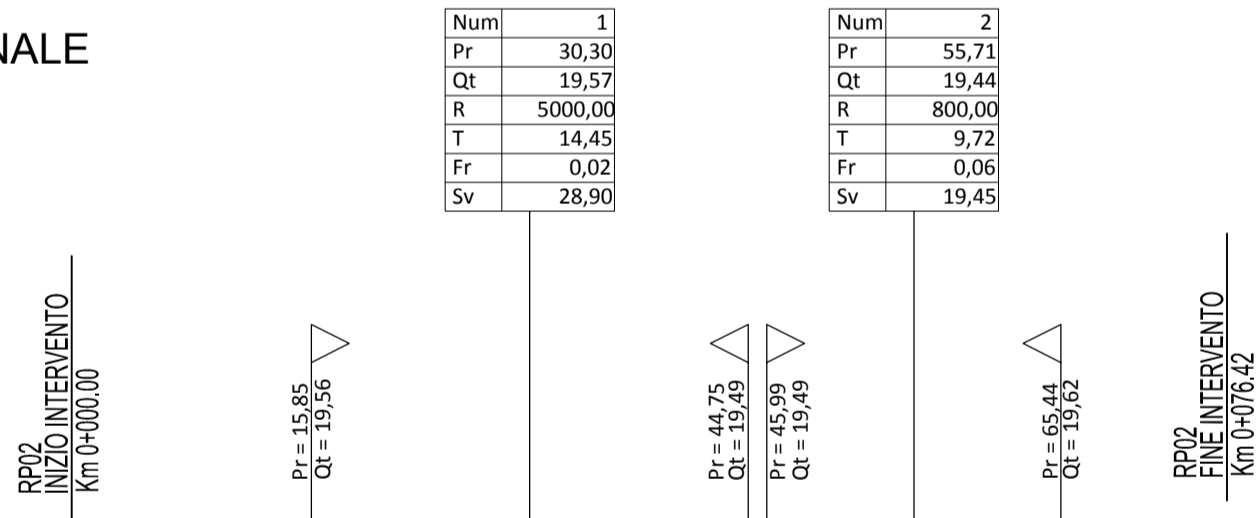 NALE
Num 1
Pr 30,30
Qt 19,57
R 5000,00
T 14,45
Fr 0,02
Sv 28,90
Num 2
Pr 55,71
Qt 19,44
R 800,00
T 9,72
Fr 0,06
Sv 19,45
RP02
INIZIO INTERVENTO
Km 0+000.00
Pr = 15,85
Qt = 19,56
Pr = 44,75
Qt = 19,49
Pr = 45,99
Qt = 19,49
Pr = 65,44
Qt = 19,62
RP02
FINE INTERVENTO
Km 0+076.42